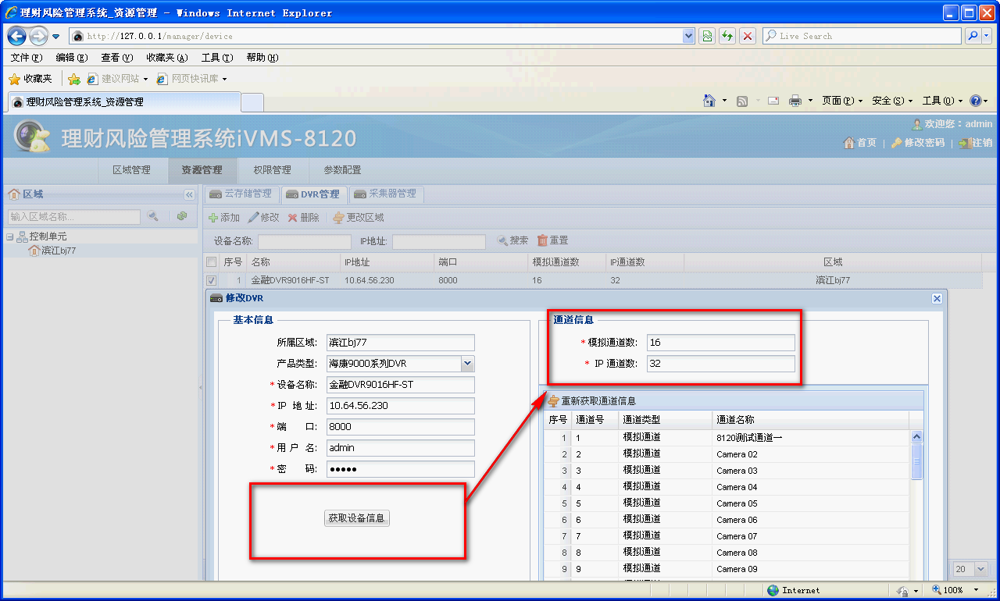 理财风险管理系统_资源管理 - Windows Internet Explorer
http://127.0.0.1/manager/device
Live Search
文件(F) 编辑(E) 查看(V) 收藏夹(A) 工具(T) 帮助(H)
收藏夹 建议网站 网页快讯库
理财风险管理系统_资源管理
页面(P) 安全(S) 工具(O)
理财风险管理系统iVMS-8120
欢迎您：admin
首页 | 修改密码 | 注销
区域管理 资源管理 权限管理 参数配置
区域
输入区域名称...
控制单元
滨江bj77
云存储管理 DVR管理 采集器管理
添加 修改 删除 更改区域
设备名称: IP地址: 搜索 重置
序号 名称 IP地址 端口 模拟通道数 IP通道数 区域
1 金融DVR9016HF-ST 10.64.56.230 8000 16 32 滨江bj77
修改DVR
基本信息
所属区域: 滨江bj77
产品类型: 海康9000系列DVR
*设备名称: 金融DVR9016HF-ST
*IP 地 址: 10.64.56.230
*端 口: 8000
*用 户 名: admin
*密 码: ●●●●●
获取设备信息
通道信息
*模拟通道数: 16
* IP 通道数: 32
重新获取通道信息
序号 通道号 通道类型 通道名称
1 1 模拟通道 8120测试通道一
2 2 模拟通道 Camera 02
3 3 模拟通道 Camera 03
4 4 模拟通道 Camera 04
5 5 模拟通道 Camera 05
6 6 模拟通道 Camera 06
7 7 模拟通道 Camera 07
8 8 模拟通道 Camera 08
9 9 模拟通道 Camera 09
20
Internet
100%